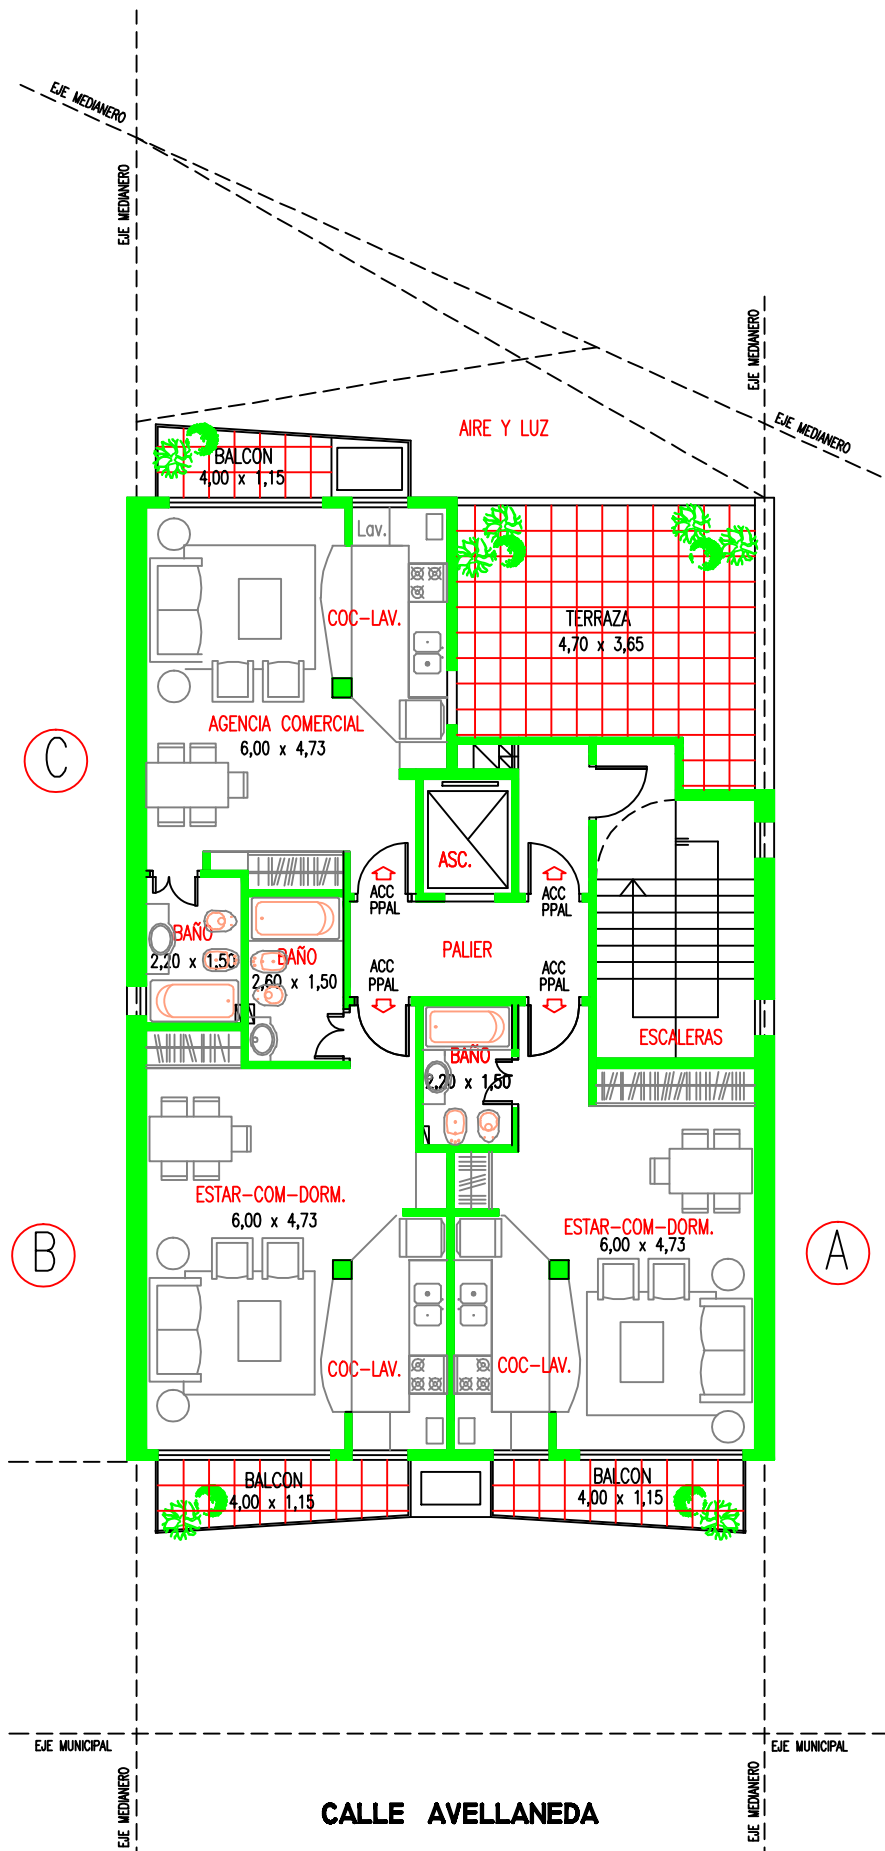 EJE MEDIANERO
EJE MEDIANERO
EJE MEDIANERO
EJE MEDIANERO
AIRE Y LUZ
BALCON
4,00 x 1,15
Lav.
COC-LAV.
TERRAZA
4,70 x 3,65
AGENCIA COMERCIAL
6,00 x 4,73
C
ASC.
ACC
PPAL
ACC
PPAL
BAÑO
2,20 x 1,50
BAÑO
2,60 x 1,50
PALIER
ACC
PPAL
ACC
PPAL
ESCALERAS
BAÑO
2,20 x 1,50
ESTAR-COM-DORM.
6,00 x 4,73
ESTAR-COM-DORM.
6,00 x 4,73
B
A
COC-LAV.
COC-LAV.
BALCON
4,00 x 1,15
BALCON
4,00 x 1,15
EJE MUNICIPAL
EJE MUNICIPAL
EJE MEDIANERO
EJE MEDIANERO
CALLE AVELLANEDA